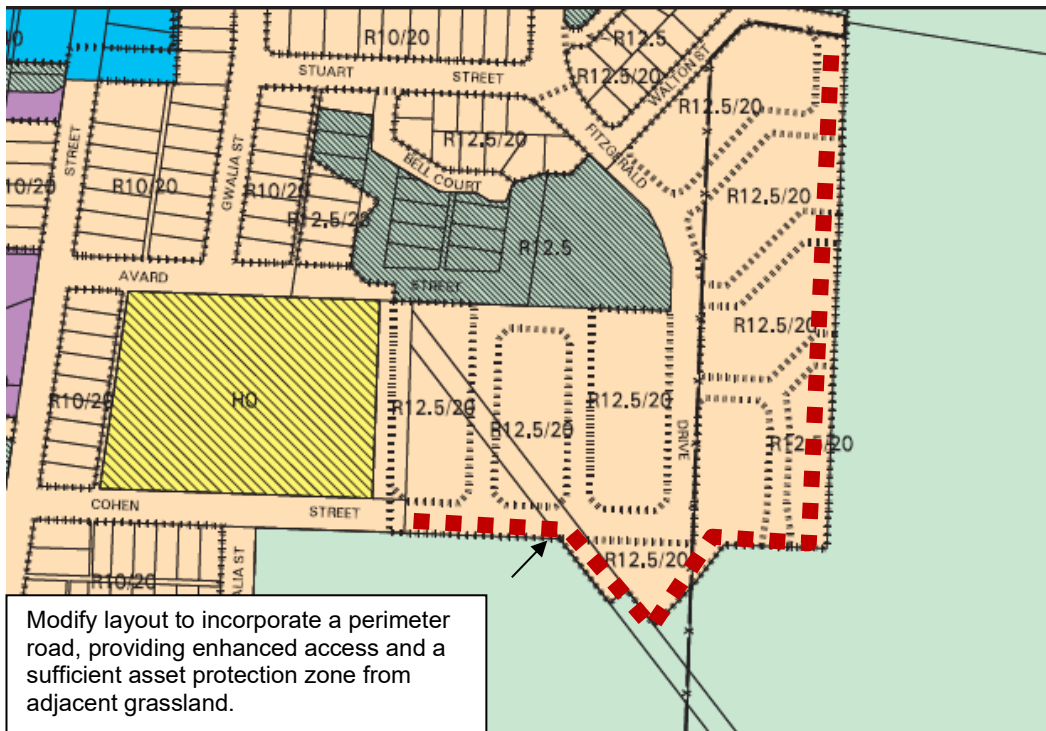 R10/20
R12.5
STUART STREET
R12.5/20
WALTON ST
R12.5/20
FITZGERALD
R12.5/20
BELL COURT
STREET
GWALIA ST
10/20
R10/20
R10/20
R12.5/20
R12.5
R12.5/20
AVARD STREET
R12.5/20
R10/20
HO
R12.5/20
R12.5/20
R12.5/20
DRIVE
R12.5/20
COHEN STREET
R12.5/20
R10/20
ALIA ST
Modify layout to incorporate a perimeter
road, providing enhanced access and a
sufficient asset protection zone from
adjacent grassland.